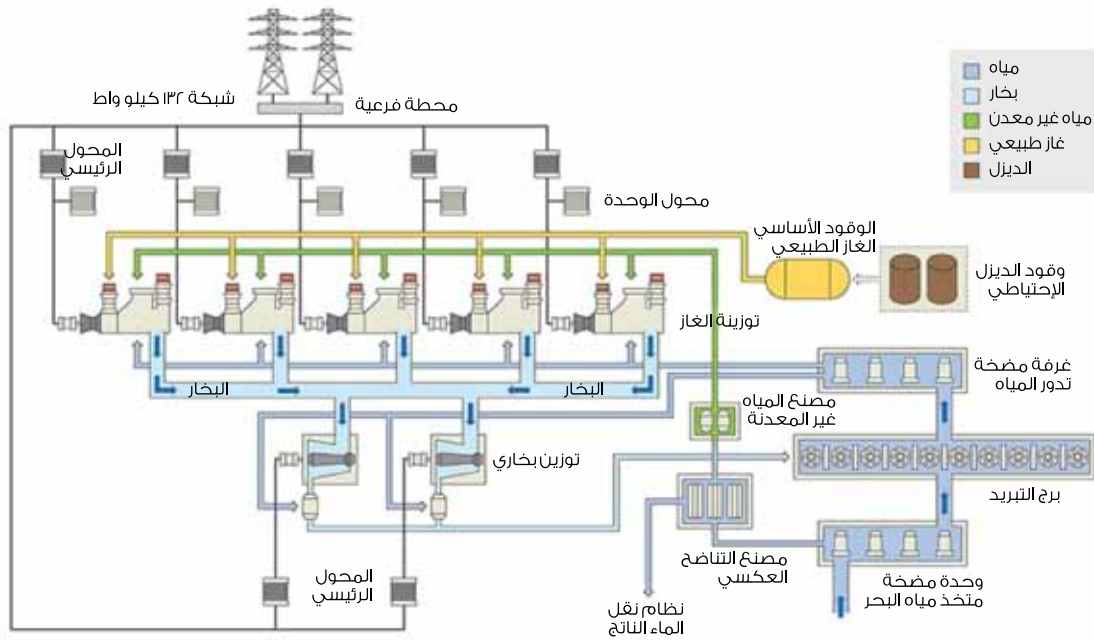 شبكة ١٣٢ كيلو واط
محطة فرعية
مياه
بخار
مياه غير معدن
غاز طبيعي
الديزل
المحول
الرئيسي
محول الوحدة
الوقود الأساسي
الغاز الطبيعي
وقود الديزل
الإحتياطي
توزينة الغاز
غرفة مضخة
تدور المياه
البخار
البخار
مصنع المياه
غير المعدنة
توزين بخاري
برج التبريد
مصنع التناضح
العكسي
وحدة مضخة
متخذ مياه البحر
المحول
الرئيسي
نظام نقل
الماء الناتج